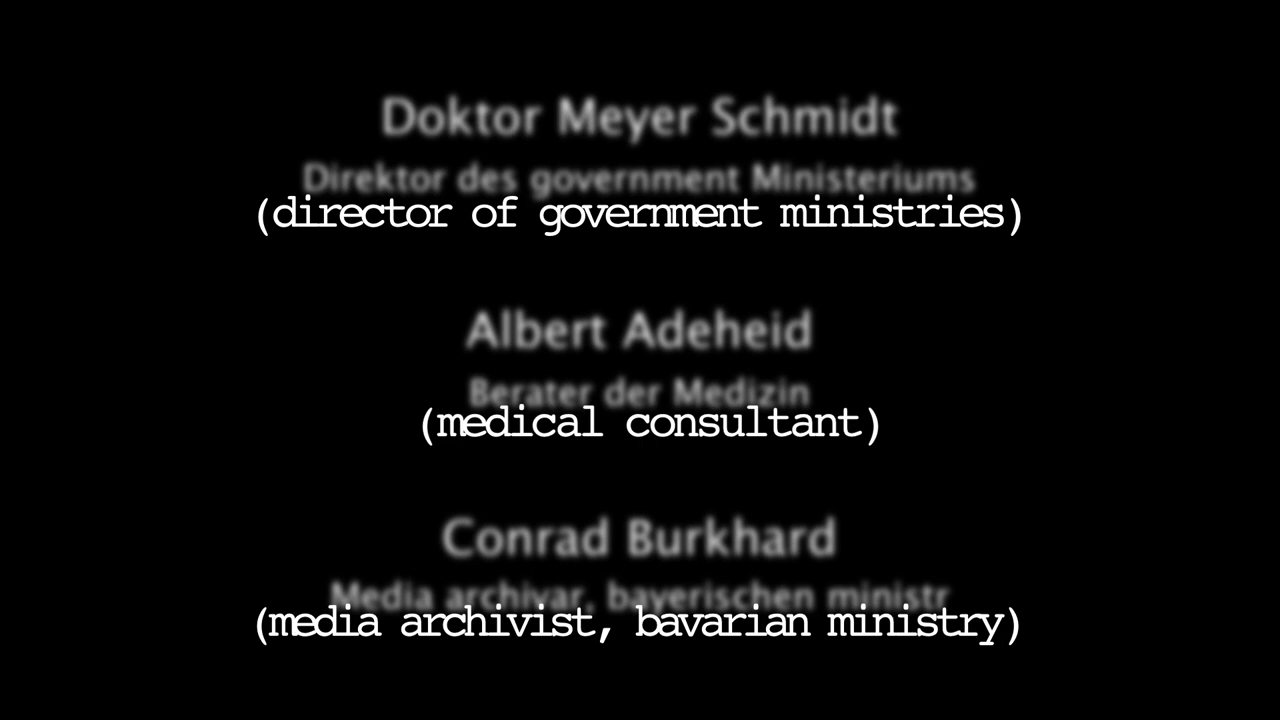 Doktor Meyer Schmidt
Direktor des government Ministeriums
(director of government ministries)
Albert Adeheid
Berater der Medizin
(medical consultant)
Conrad Burkhard
Media archivar, bayerischen ministr
(media archivist, bavarian ministry)